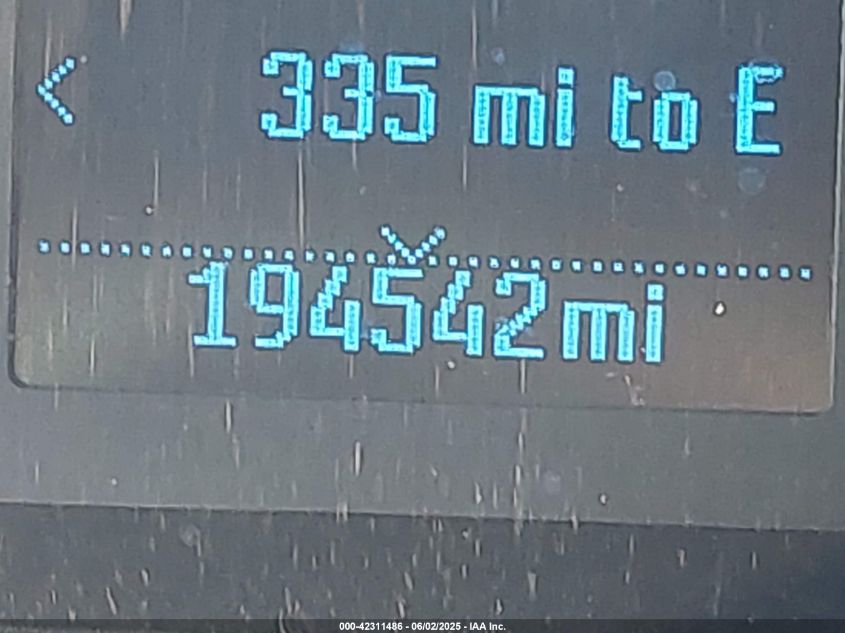 < 335 mi to E
194542mi
000-42311486 - 06/02/2025 - IAA Inc.